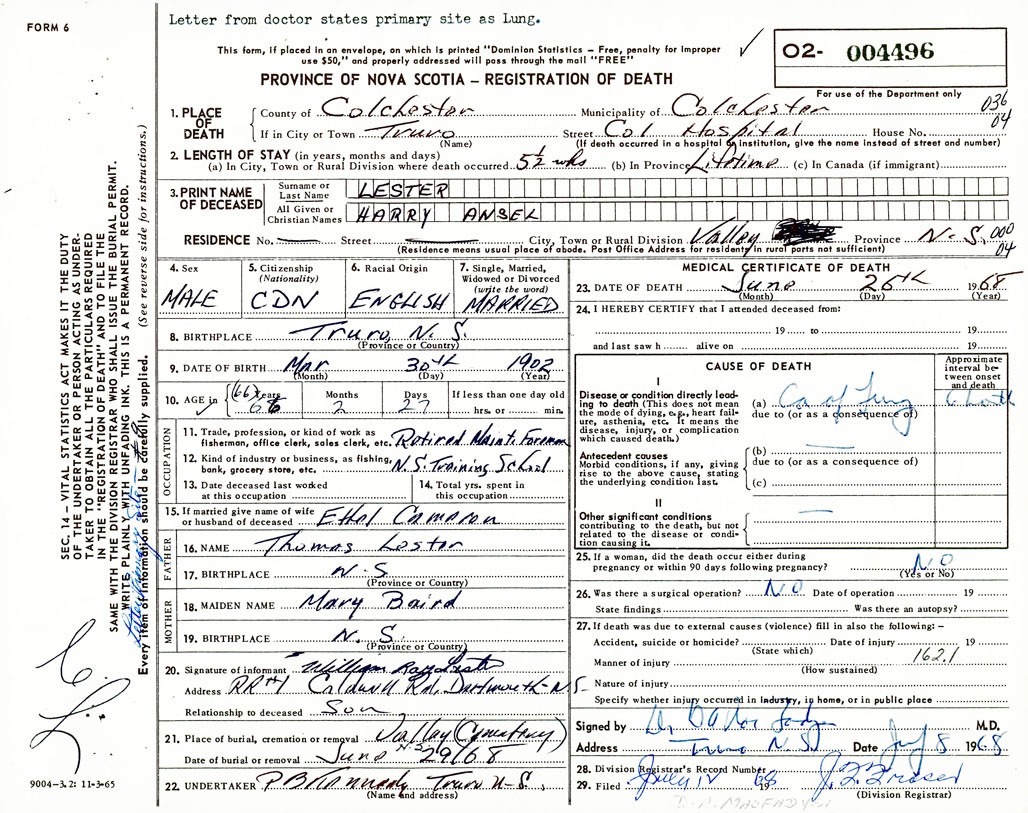 Letter from doctor states primary site as Lung.
FORM 6
This form, if placed in an envelope, on which is printed "Dominion Statistics – Free, penalty for improper
use $50," and properly addressed will pass through the mail "FREE"
O2- 004496
PROVINCE OF NOVA SCOTIA – REGISTRATION OF DEATH
For use of the Department only
036
04
1. PLACE OF DEATH
County of Colchester Municipality of Colchester
If in City or Town Truro Street Col Hospital House No.
(Name) (If death occurred in a hospital or institution, give the name instead of street and number)
2. LENGTH OF STAY (in years, months and days)
(a) In City, Town or Rural Division where death occurred 5½ wks (b) In Province Lifetime (c) In Canada (if immigrant)
3. PRINT NAME OF DECEASED
Surname or Last Name LESTER
All Given or Christian Names HARRY ANSEL
RESIDENCE No. Street City, Town or Rural Division Valley Province N.S.
000
04
(Residence means usual place of abode. Post Office Address for residents in rural parts not sufficient)
4. Sex
MALE
5. Citizenship (Nationality)
CDN
6. Racial Origin
ENGLISH
7. Single, Married, Widowed or Divorced (write the word)
MARRIED
8. BIRTHPLACE Truro, N.S.
(Province or Country)
9. DATE OF BIRTH Mar 30th 1902
(Month) (Day) (Year)
10. AGE in Years Months Days If less than one day old
(66) 66 2 27 hrs. or min.
OCCUPATION
11. Trade, profession, or kind of work as
fisherman, office clerk, sales clerk, etc. Retired Maint. Foreman
12. Kind of industry or business, as fishing,
bank, grocery store, etc. N.S. Training School
13. Date deceased last worked
at this occupation
14. Total yrs. spent in
this occupation
15. If married give name of wife
or husband of deceased Ethel Cameron
FATHER
16. NAME Thomas Lester
17. BIRTHPLACE N.S.
(Province or Country)
MOTHER
18. MAIDEN NAME Mary Baird
19. BIRTHPLACE N.S.
(Province or Country)
20. Signature of informant William Ray Lester
Address RR#1 Caldwell Rd, Dartmouth N.S.
Relationship to deceased Son
21. Place of burial, cremation or removal Valley (Cemetery)
N.S.
Date of burial or removal June 29/68
22. UNDERTAKER Truro N.S.
(Name and address)
MEDICAL CERTIFICATE OF DEATH
23. DATE OF DEATH June 26th 1968
(Month) (Day) (Year)
24. I HEREBY CERTIFY that I attended deceased from:
19 to 19
and last saw h alive on 19
CAUSE OF DEATH
Approximate interval between onset and death
I
Disease or condition directly leading
to death (This does not mean
the mode of dying, e.g., heart failure,
asthenia, etc. It means the
disease, injury, or complication
which caused death.)
(a) Ca of lung
due to (or as a consequence of)
Antecedent causes
Morbid conditions, if any, giving
rise to the above cause, stating
the underlying condition last.
(b)
due to (or as a consequence of)
(c)
II
Other significant conditions
contributing to the death, but not
related to the disease or condition
causing it.
25. If a woman, did the death occur either during
pregnancy or within 90 days following pregnancy? NO
(Yes or No)
26. Was there a surgical operation? NO Date of operation 19
State findings Was there an autopsy?
27. If death was due to external causes (violence) fill in also the following: –
Accident, suicide or homicide? Date of injury 19
(State which)
162.1
Manner of injury
(How sustained)
Nature of injury
Specify whether injury occurred in industry, in home, or in public place
Signed by M.D.
Address Truro N.S. Date July 8 1968
28. Division Registrar's Record Number
29. Filed July 12 1968
(Division Registrar)
SEC. 14 – VITAL STATISTICS ACT MAKES IT THE DUTY
OF THE UNDERTAKER OR PERSON ACTING AS UNDERTAKER
TO OBTAIN ALL THE PARTICULARS REQUIRED
IN THE "REGISTRATION OF DEATH" AND TO FILE THE
SAME WITH THE DIVISION REGISTRAR WHO SHALL ISSUE THE BURIAL PERMIT.
WRITE PLAINLY WITH UNFADING INK. THIS IS A PERMANENT RECORD.
Every item of information should be carefully supplied. (See reverse side for instructions.)
9004–3.2: 11-3-65